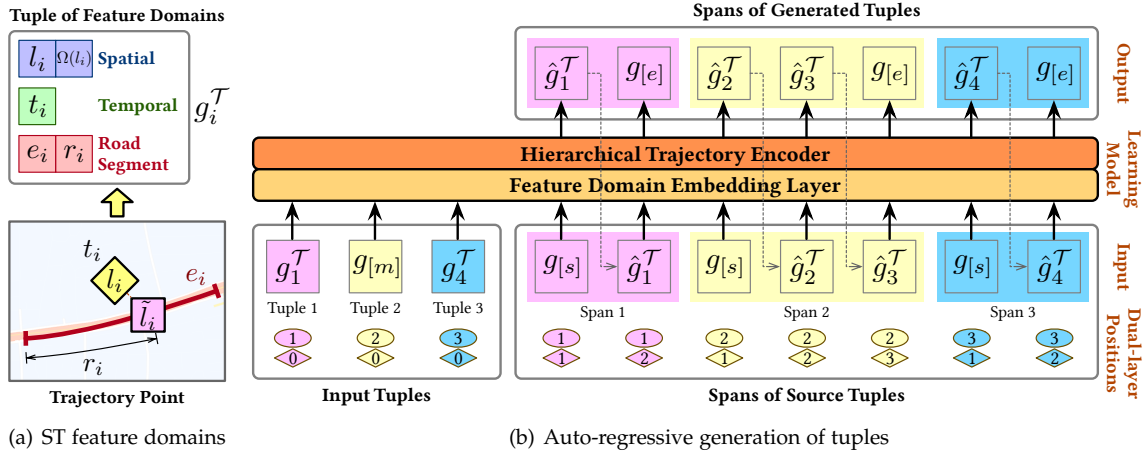 Tuple of Feature Domains
l_i Ω(l_i) Spatial
t_i Temporal
e_i r_i Road Segment
g_i^𝒯
t_i
l_i
l̃_i
e_i
r_i
Trajectory Point
(a) ST feature domains
Spans of Generated Tuples
ĝ_1^𝒯 g_[e] ĝ_2^𝒯 ĝ_3^𝒯 g_[e] ĝ_4^𝒯 g_[e]
Output
Hierarchical Trajectory Encoder
Feature Domain Embedding Layer
Learning
Model
g_1^𝒯 g_[m] g_4^𝒯 g_[s] ĝ_1^𝒯 g_[s] ĝ_2^𝒯 ĝ_3^𝒯 g_[s] ĝ_4^𝒯
Input
Tuple 1 Tuple 2 Tuple 3 Span 1 Span 2 Span 3
1 2 3 1 1 2 2 2 3 3
0 0 0 1 2 1 2 3 1 2
Dual-layer
Positions
Input Tuples
Spans of Source Tuples
(b) Auto-regressive generation of tuples